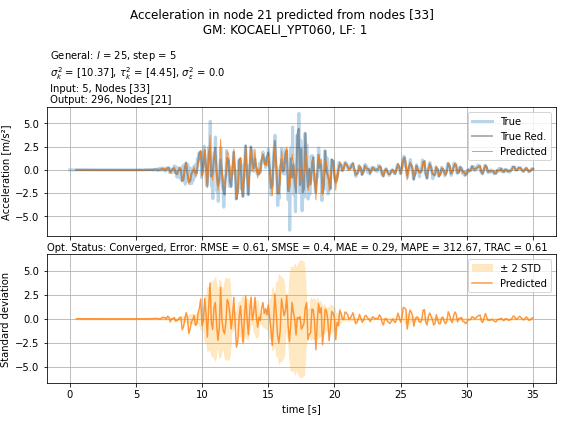 Acceleration in node 21 predicted from nodes [33]
GM: KOCAELI_YPT060, LF: 1
General: l = 25, step = 5
σ²ₖ = [10.37], τ²ₖ = [4.45], σ²ε = 0.0
Input: 5, Nodes [33]
Output: 296, Nodes [21]
Acceleration [m/s²]
5.0
2.5
0.0
−2.5
−5.0
True
True Red.
Predicted
Opt. Status: Converged, Error: RMSE = 0.61, SMSE = 0.4, MAE = 0.29, MAPE = 312.67, TRAC = 0.61
Standard deviation
5.0
2.5
0.0
−2.5
−5.0
± 2 STD
Predicted
0 5 10 15 20 25 30 35
time [s]